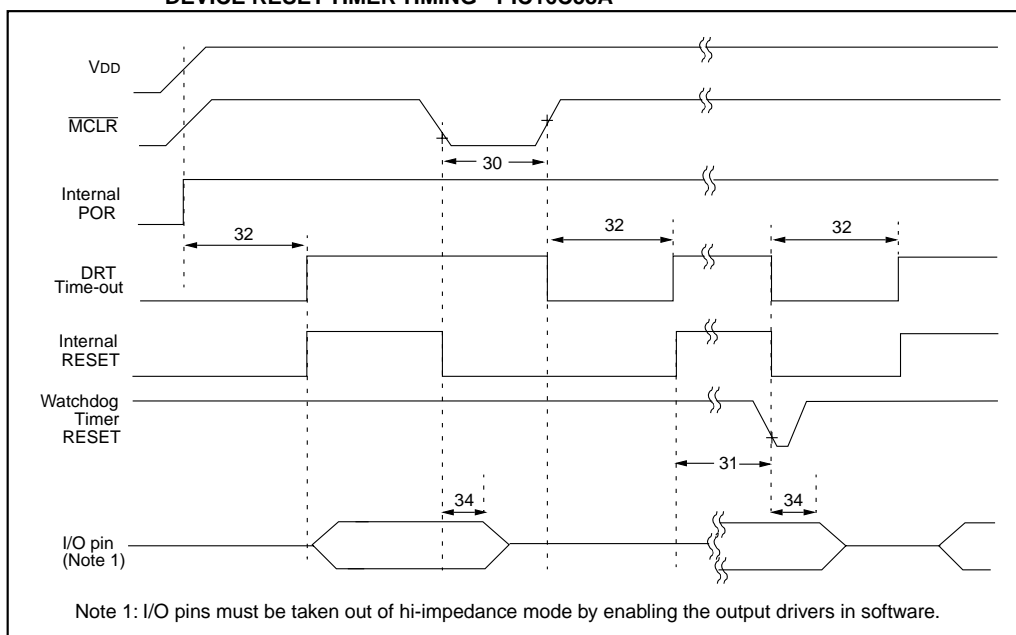 DEVICE RESET TIMER TIMING - PIC16C58A
VDD
MCLR
30
Internal
POR
32
32
32
DRT
Time-out
Internal
RESET
Watchdog
Timer
RESET
31
34
34
I/O pin
(Note 1)
Note 1: I/O pins must be taken out of hi-impedance mode by enabling the output drivers in software.